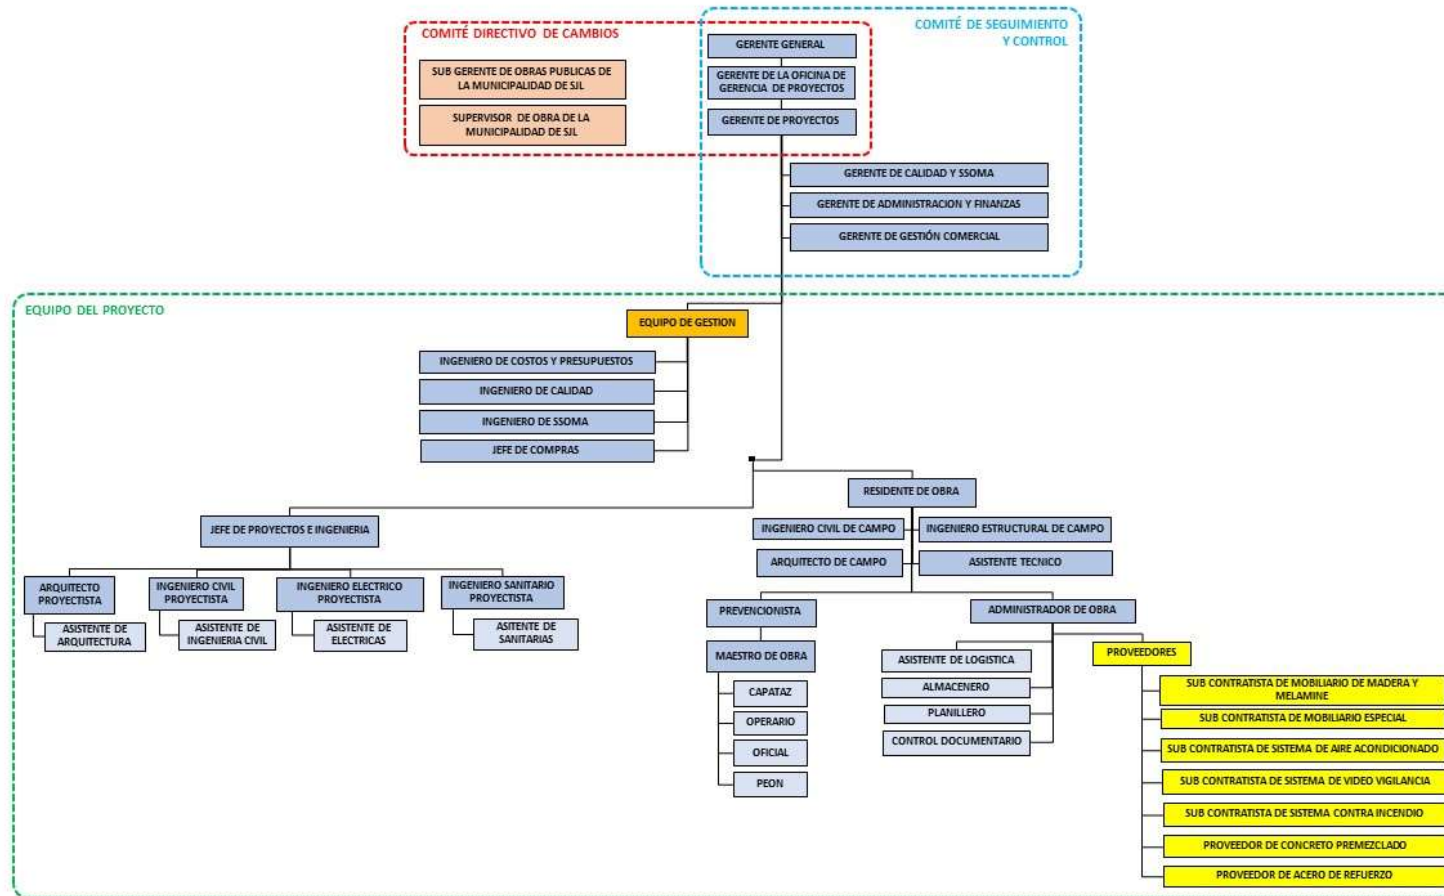 COMITÉ DIRECTIVO DE CAMBIOS
SUB GERENTE DE OBRAS PUBLICAS DE
LA MUNICIPALIDAD DE SJL
SUPERVISOR DE OBRA DE LA
MUNICIPALIDAD DE SJL
COMITÉ DE SEGUIMIENTO
Y CONTROL
GERENTE GENERAL
GERENTE DE LA OFICINA DE
GERENCIA DE PROYECTOS
GERENTE DE PROYECTOS
GERENTE DE CALIDAD Y SSOMA
GERENTE DE ADMINISTRACION Y FINANZAS
GERENTE DE GESTIÓN COMERCIAL
EQUIPO DEL PROYECTO
EQUIPO DE GESTION
INGENIERO DE COSTOS Y PRESUPUESTOS
INGENIERO DE CALIDAD
INGENIERO DE SSOMA
JEFE DE COMPRAS
JEFE DE PROYECTOS E INGENIERIA
ARQUITECTO
PROYECTISTA
ASISTENTE DE
ARQUITECTURA
INGENIERO CIVIL
PROYECTISTA
ASISTENTE DE
INGENIERIA CIVIL
INGENIERO ELECTRICO
PROYECTISTA
ASISTENTE DE
ELECTRICAS
INGENIERO SANITARIO
PROYECTISTA
ASITENTE DE
SANITARIAS
RESIDENTE DE OBRA
INGENIERO CIVIL DE CAMPO
INGENIERO ESTRUCTURAL DE CAMPO
ARQUITECTO DE CAMPO
ASISTENTE TECNICO
PREVENCIONISTA
MAESTRO DE OBRA
CAPATAZ
OPERARIO
OFICIAL
PEON
ADMINISTRADOR DE OBRA
ASISTENTE DE LOGISTICA
ALMACENERO
PLANILLERO
CONTROL DOCUMENTARIO
PROVEEDORES
SUB CONTRATISTA DE MOBILIARIO DE MADERA Y
MELAMINE
SUB CONTRATISTA DE MOBILIARIO ESPECIAL
SUB CONTRATISTA DE SISTEMA DE AIRE ACONDICIONADO
SUB CONTRATISTA DE SISTEMA DE VIDEO VIGILANCIA
SUB CONTRATISTA DE SISTEMA CONTRA INCENDIO
PROVEEDOR DE CONCRETO PREMEZCLADO
PROVEEDOR DE ACERO DE REFUERZO